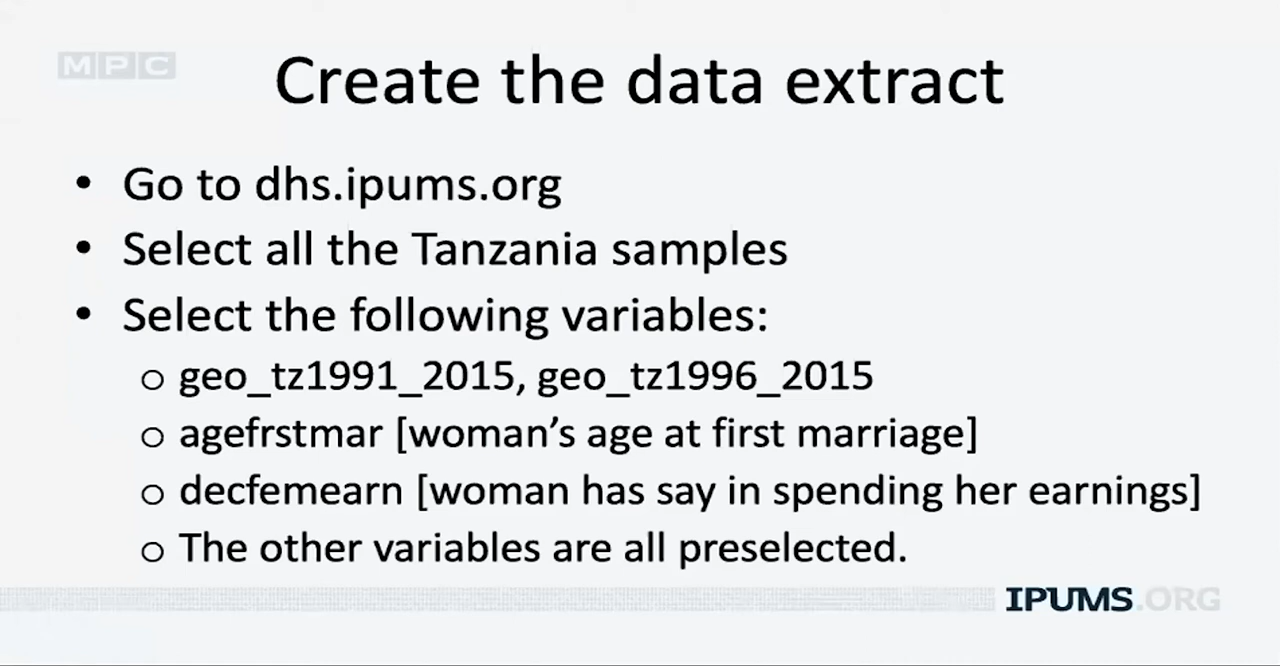 MPC
Create the data extract
• Go to dhs.ipums.org
• Select all the Tanzania samples
• Select the following variables:
o geo_tz1991_2015, geo_tz1996_2015
o agefrstmar [woman’s age at first marriage]
o decfemearn [woman has say in spending her earnings]
o The other variables are all preselected.
IPUMS.ORG